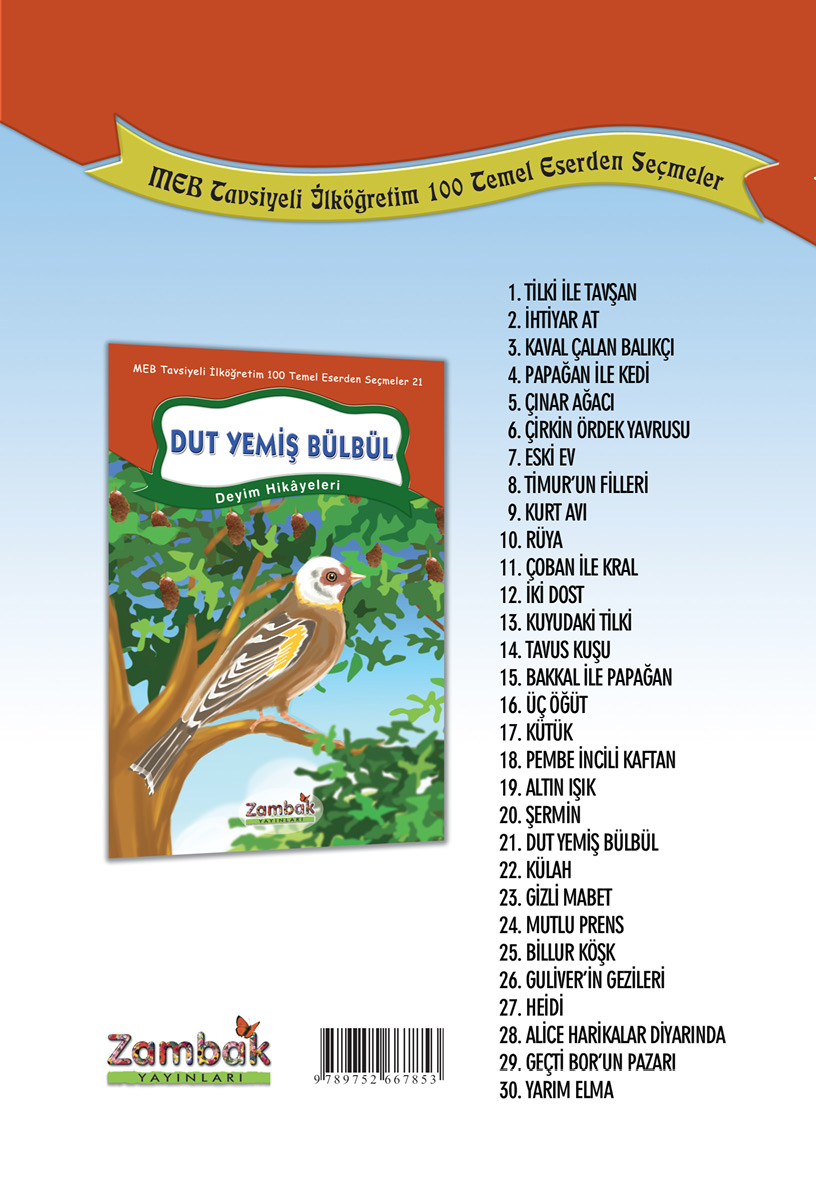 MEB Tavsiyeli İlköğretim 100 Temel Eserden Seçmeler
MEB Tavsiyeli İlköğretim 100 Temel Eserden Seçmeler 21
DUT YEMİŞ BÜLBÜL
Deyim Hikâyeleri
Zambak
YAYINLARI
1. TİLKİ İLE TAVŞAN
2. İHTİYAR AT
3. KAVAL ÇALAN BALIKÇI
4. PAPAĞAN İLE KEDİ
5. ÇINAR AĞACI
6. ÇİRKİN ÖRDEK YAVRUSU
7. ESKİ EV
8. TİMUR'UN FİLLERİ
9. KURT AVI
10. RÜYA
11. ÇOBAN İLE KRAL
12. İKİ DOST
13. KUYUDAKİ TİLKİ
14. TAVUS KUŞU
15. BAKKAL İLE PAPAĞAN
16. ÜÇ ÖĞÜT
17. KÜTÜK
18. PEMBE İNCİLİ KAFTAN
19. ALTIN IŞIK
20. ŞERMİN
21. DUT YEMİŞ BÜLBÜL
22. KÜLAH
23. GİZLİ MABET
24. MUTLU PRENS
25. BİLLUR KÖŞK
26. GULİVER'İN GEZİLERİ
27. HEİDİ
28. ALİCE HARİKALAR DİYARINDA
29. GEÇTİ BOR'UN PAZARI
30. YARIM ELMA
Zambak
YAYINLARI
9 789752 667853